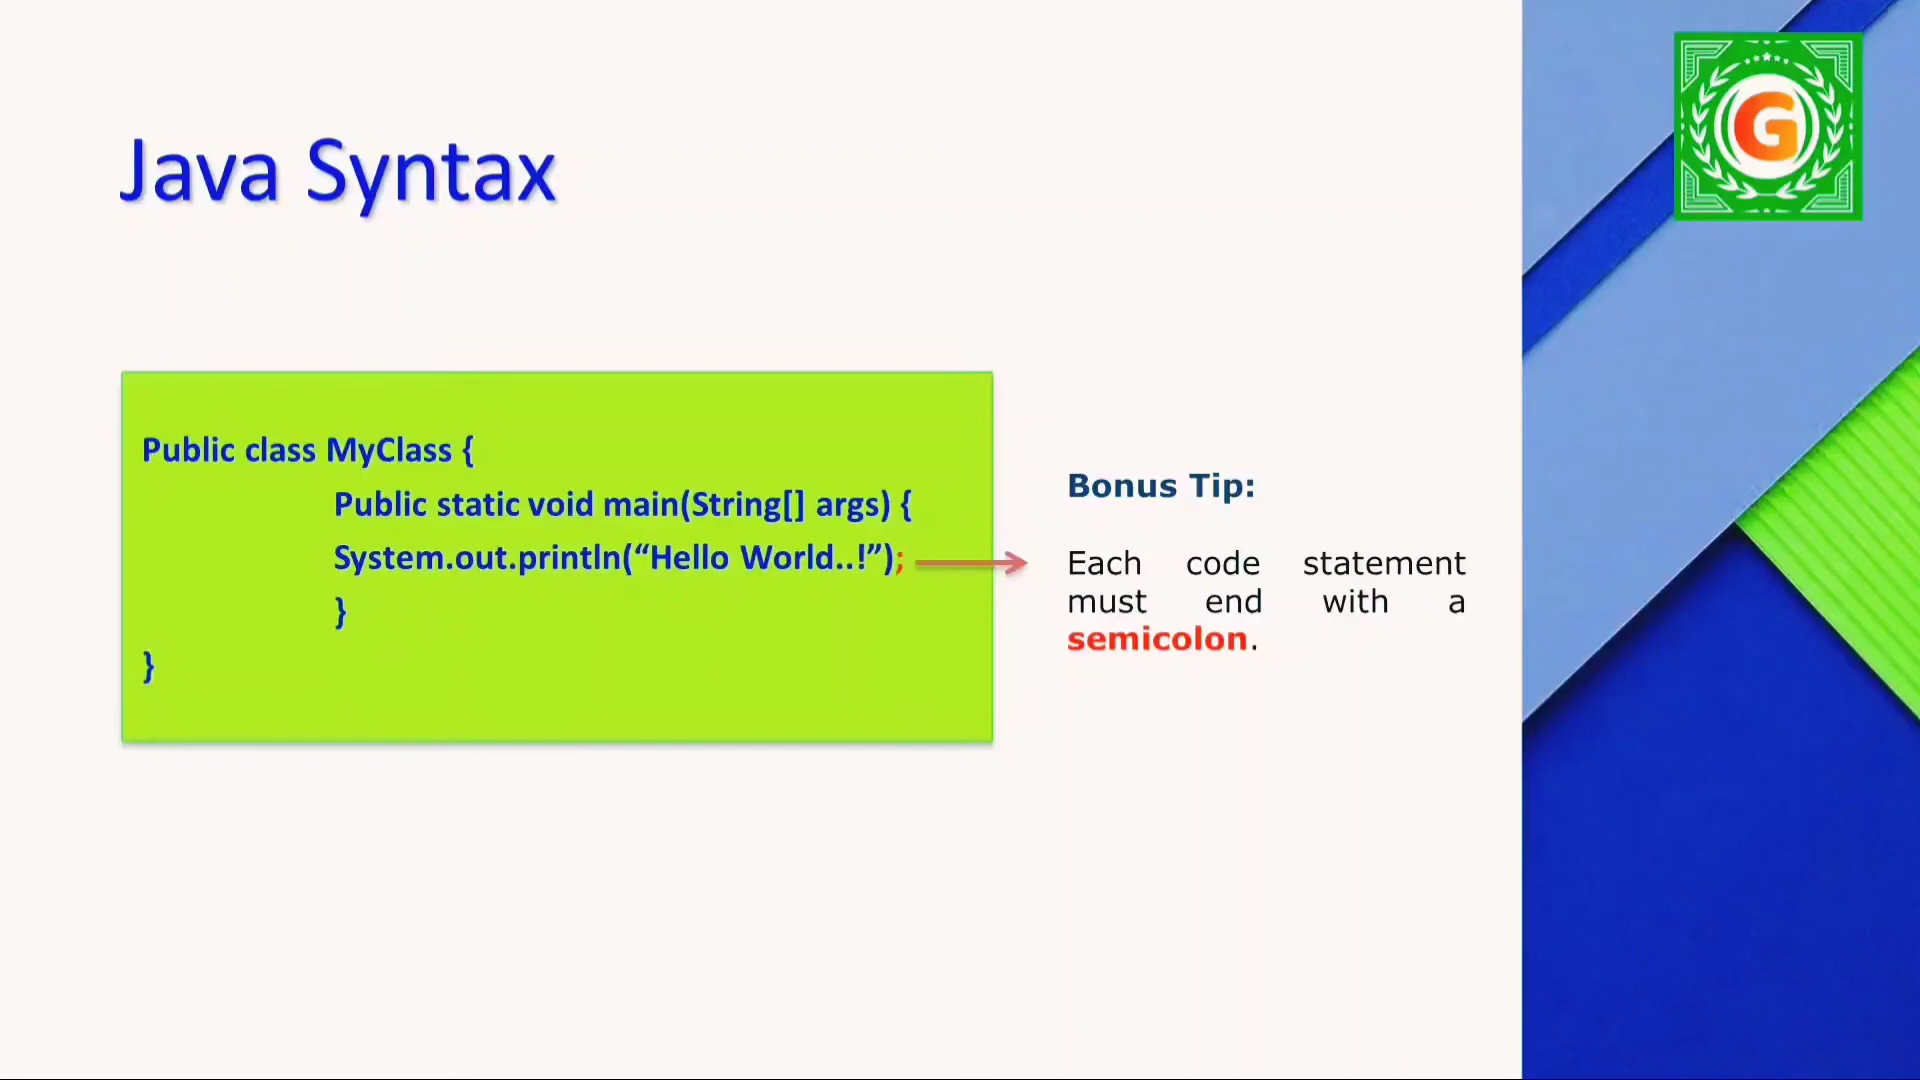 G
Java Syntax
Public class MyClass {
Public static void main(String[] args) {
System.out.println(“Hello World..!”);
}
}
Bonus Tip:
Each code statement
must end with a
semicolon.